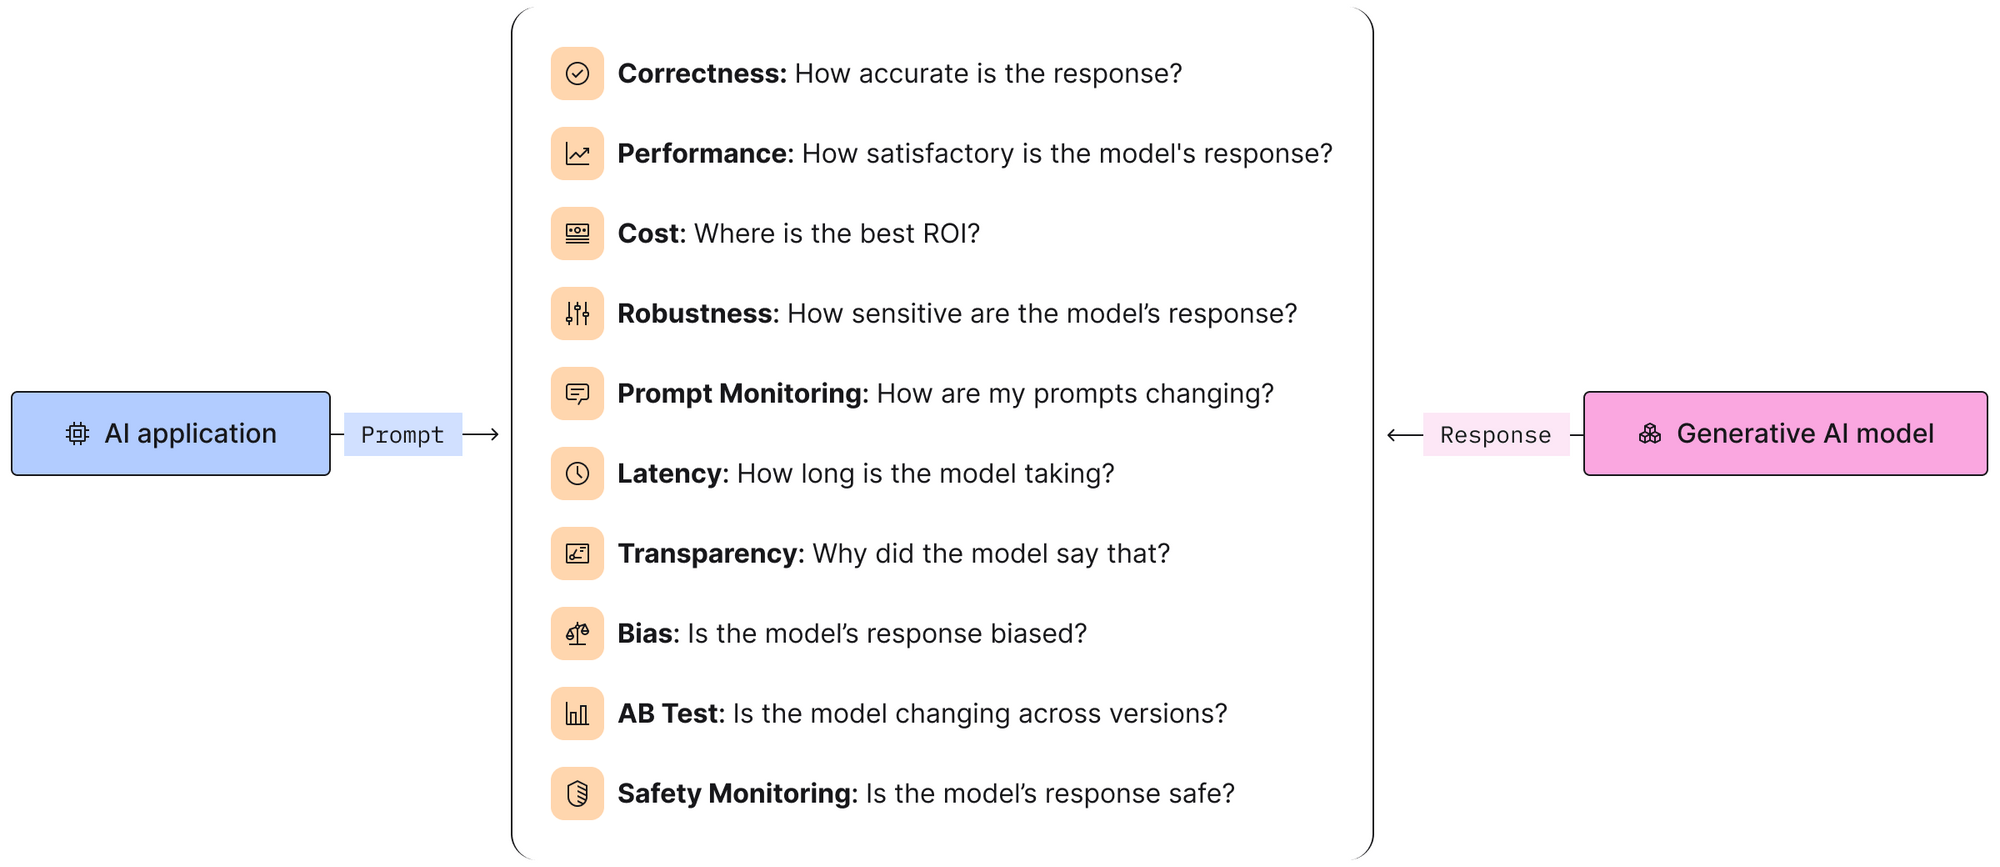 Correctness: How accurate is the response?
Performance: How satisfactory is the model's response?
Cost: Where is the best ROI?
Robustness: How sensitive are the model’s response?
Prompt Monitoring: How are my prompts changing?
AI application
Prompt
Response
Generative AI model
Latency: How long is the model taking?
Transparency: Why did the model say that?
Bias: Is the model’s response biased?
AB Test: Is the model changing across versions?
Safety Monitoring: Is the model’s response safe?